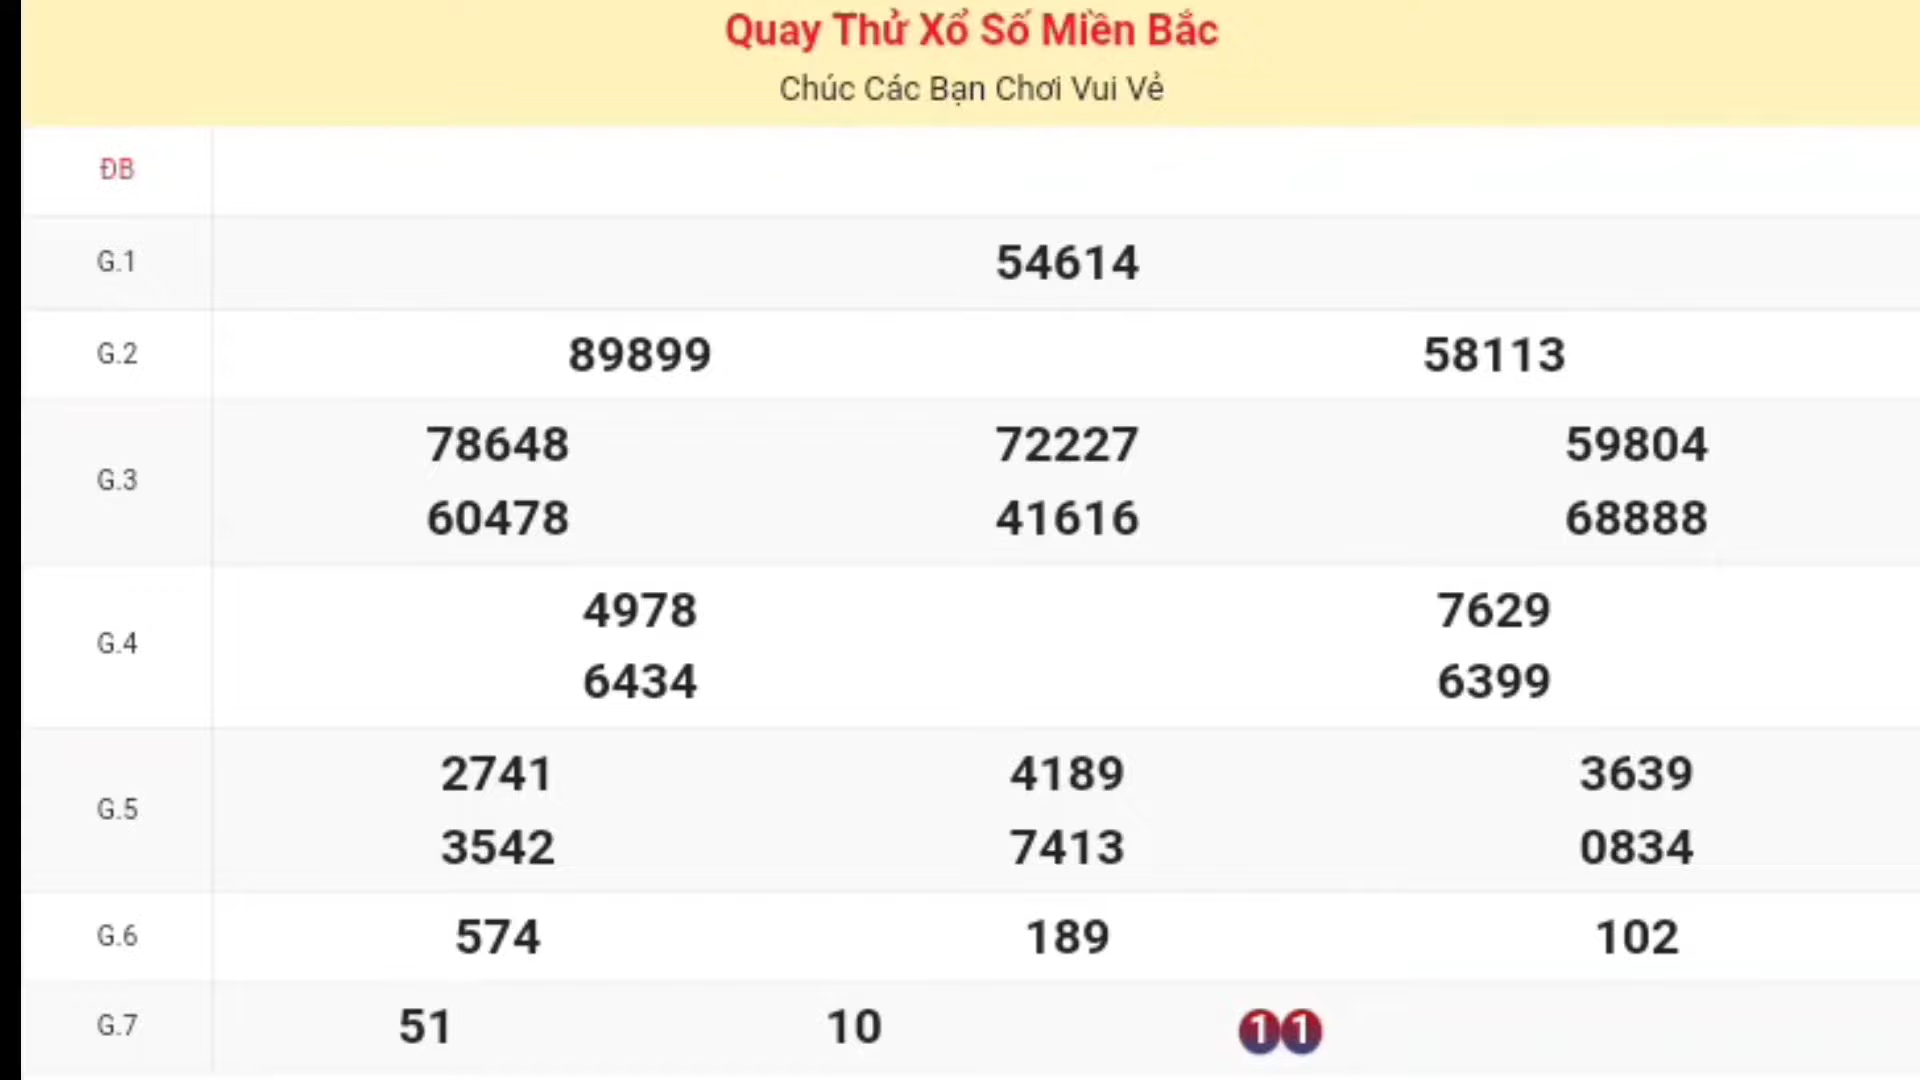 Quay Thử Xổ Số Miền Bắc
Chúc Các Bạn Chơi Vui Vẻ
ĐB
G.1 54614
G.2 89899 58113
G.3
78648 72227 59804
60478 41616 68888
G.4
4978 7629
6434 6399
G.5
2741 4189 3639
3542 7413 0834
G.6 574 189 102
G.7 51 10 11